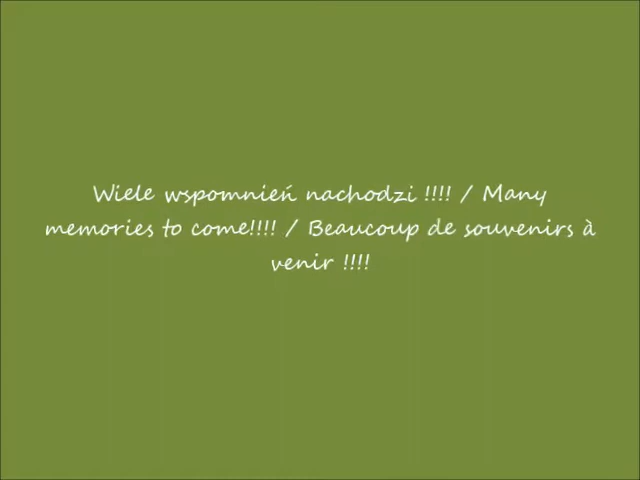 Wiele wspomnień nachodzi !!!! / Many
memories to come!!!! / Beaucoup de souvenirs à
venir !!!!